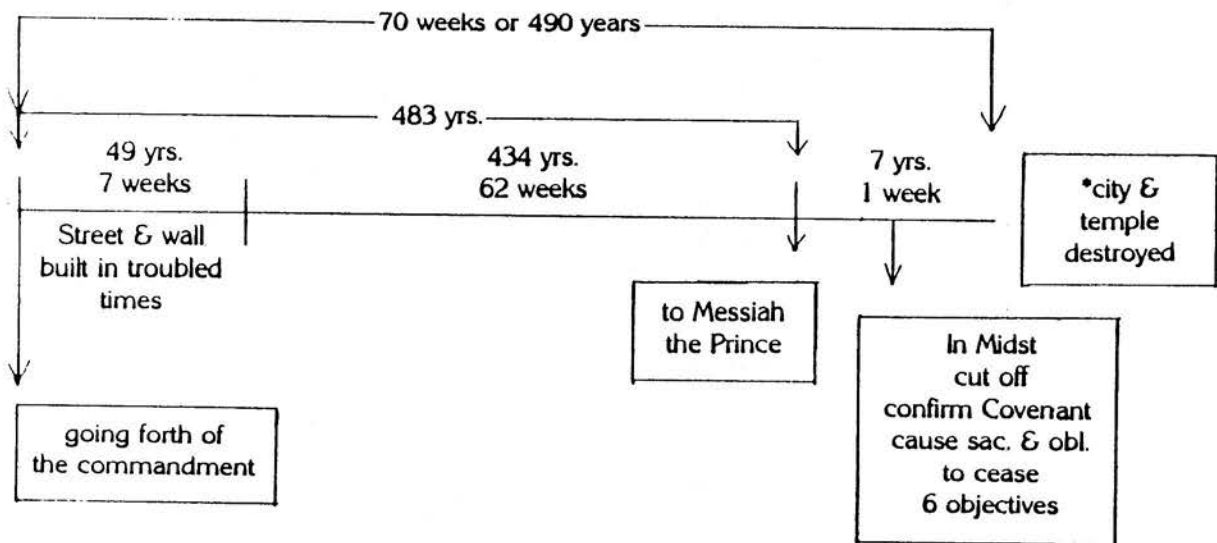 70 weeks or 490 years
483 yrs.
49 yrs.
7 weeks
434 yrs.
62 weeks
7 yrs.
1 week
*city &
temple
destroyed
Street & wall
built in troubled
times
to Messiah
the Prince
In Midst
cut off
confirm Covenant
cause sac. & obl.
to cease
6 objectives
going forth of
the commandment